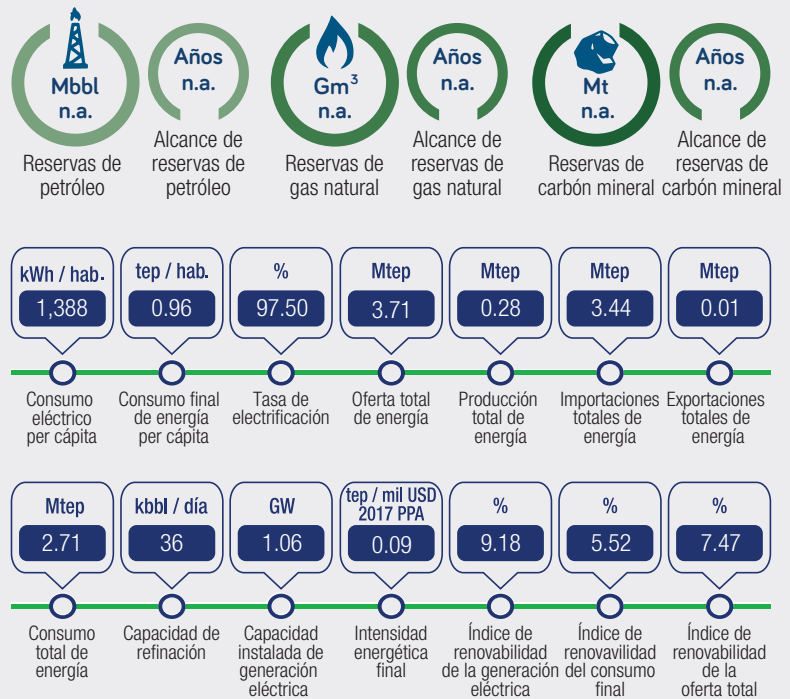 Mbbl
n.a.
Reservas de
petróleo
Años
n.a.
Alcance de
reservas de
petróleo
Gm³
n.a.
Reservas de
gas natural
Años
n.a.
Alcance de
reservas de
gas natural
Mt
n.a.
Reservas de
carbón mineral
Años
n.a.
Alcance de
reservas de
carbón mineral
kWh / hab.
1,388
Consumo
eléctrico
per cápita
tep / hab.
0.96
Consumo final
de energía
per cápita
%
97.50
Tasa de
electrificación
Mtep
3.71
Oferta total
de energía
Mtep
0.28
Producción
total de
energía
Mtep
3.44
Importaciones
totales de
energía
Mtep
0.01
Exportaciones
totales de
energía
Mtep
2.71
Consumo
total de
energía
kbbl / día
36
Capacidad de
refinación
GW
1.06
Capacidad
instalada de
generación
eléctrica
tep / mil USD
2017 PPA
0.09
Intensidad
energética
final
%
9.18
Índice de
renovabilidad
de la generación
eléctrica
%
5.52
Índice de
renovavilidad
del consumo
final
%
7.47
Índice de
renovabilidad
de la
oferta total